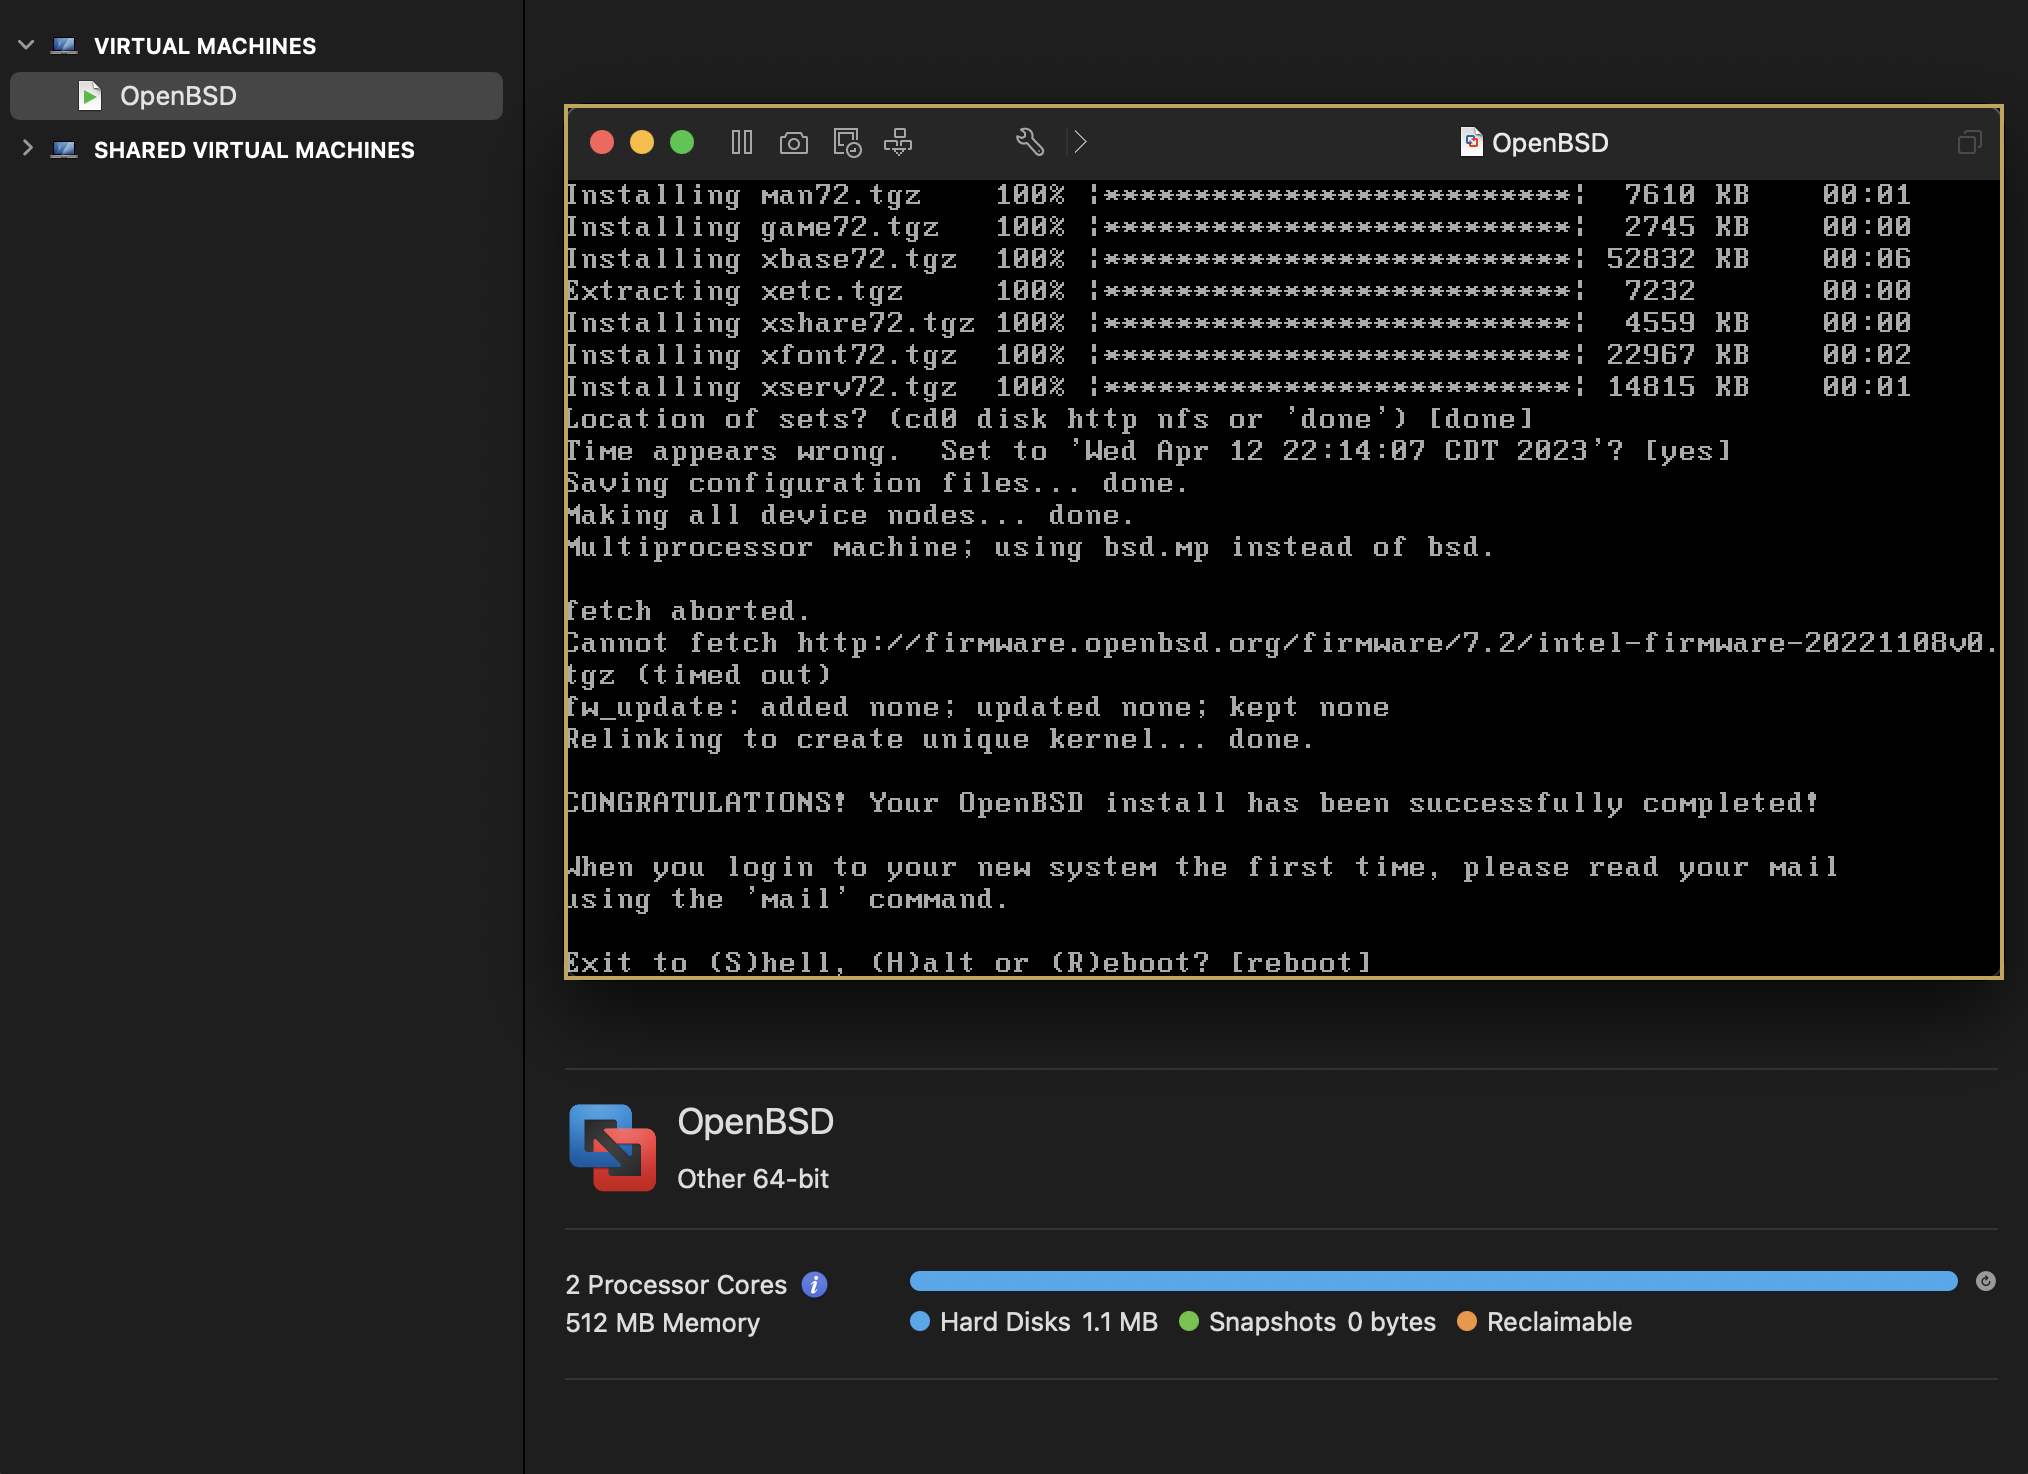 VIRTUAL MACHINES
OpenBSD
SHARED VIRTUAL MACHINES
OpenBSD
Installing man72.tgz    100% |**************************|  7610 KB    00:01
Installing game72.tgz   100% |**************************|  2745 KB    00:00
Installing xbase72.tgz  100% |**************************| 52832 KB    00:06
Extracting xetc.tgz     100% |**************************|  7232       00:00
Installing xshare72.tgz 100% |**************************|  4559 KB    00:00
Installing xfont72.tgz  100% |**************************| 22967 KB    00:02
Installing xserv72.tgz  100% |**************************| 14815 KB    00:01
Location of sets? (cd0 disk http nfs or 'done') [done]
Time appears wrong.  Set to 'Wed Apr 12 22:14:07 CDT 2023'? [yes]
Saving configuration files... done.
Making all device nodes... done.
Multiprocessor machine; using bsd.mp instead of bsd.
fetch aborted.
Cannot fetch http://firmware.openbsd.org/firmware/7.2/intel-firmware-20221108v0.
tgz (timed out)
fw_update: added none; updated none; kept none
Relinking to create unique kernel... done.
CONGRATULATIONS! Your OpenBSD install has been successfully completed!
When you login to your new system the first time, please read your mail
using the 'mail' command.
Exit to (S)hell, (H)alt or (R)eboot? [reboot]
OpenBSD
Other 64-bit
2 Processor Cores
512 MB Memory
Hard Disks 1.1 MB Snapshots 0 bytes Reclaimable